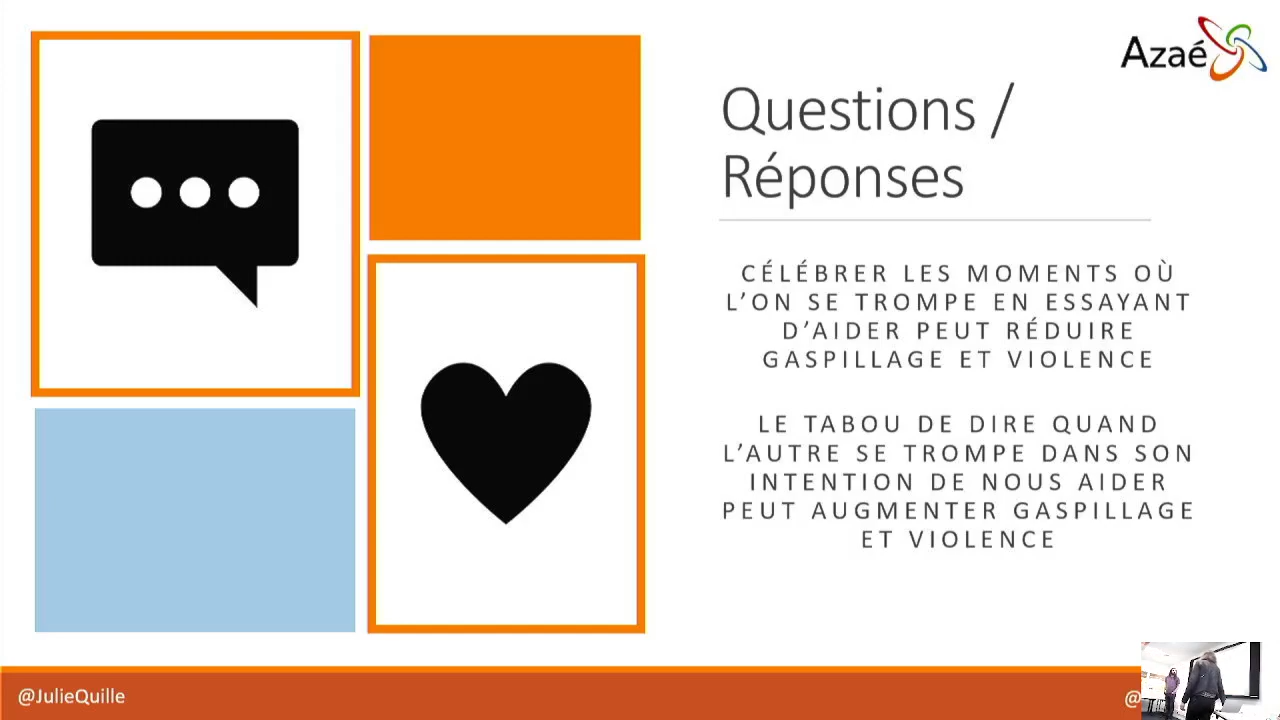 Azaé
Questions /
Réponses
CÉLÉBRER LES MOMENTS OÙ
L’ON SE TROMPE EN ESSAYANT
D’AIDER PEUT RÉDUIRE
GASPILLAGE ET VIOLENCE
LE TABOU DE DIRE QUAND
L’AUTRE SE TROMPE DANS SON
INTENTION DE NOUS AIDER
PEUT AUGMENTER GASPILLAGE
ET VIOLENCE
@JulieQuille
@